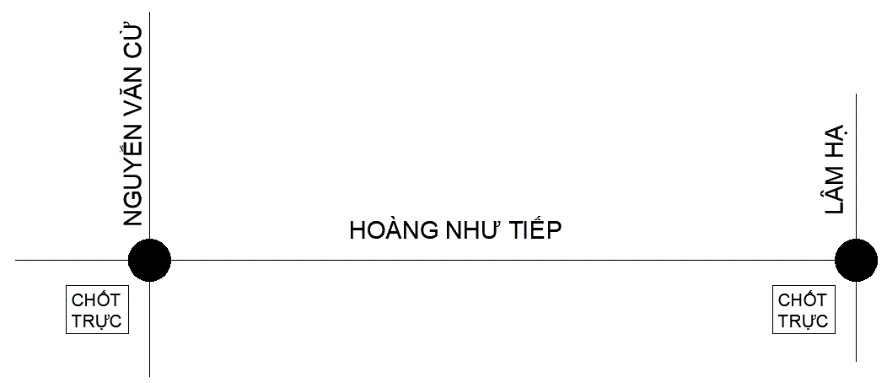 NGUYỄN VĂN CỪ
LÂM HẠ
HOÀNG NHƯ TIẾP
CHỐT
TRỰC
CHỐT
TRỰC